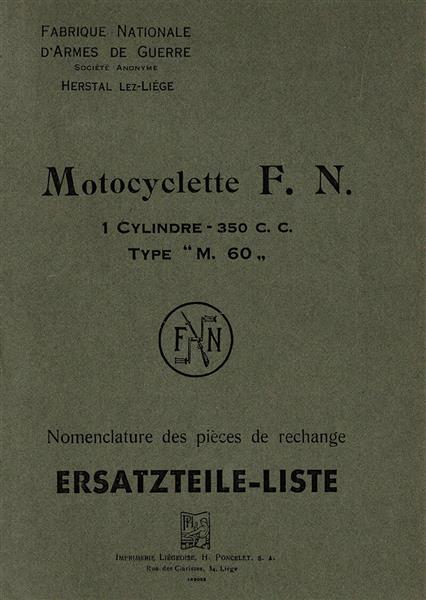 FABRIQUE NATIONALE
D'ARMES DE GUERRE
SOCIÉTÉ ANONYME
HERSTAL LEZ-LIÉGE
Motocyclette F. N.
1 CYLINDRE - 350 C. C.
TYPE "M. 60„
FN
Nomenclature des pièces de rechange
ERSATZTEILE-LISTE
IMPRIMERIE LIÉGEOISE, H. PONCELET, S. A.
Rue des Clarisses, 54, Liége